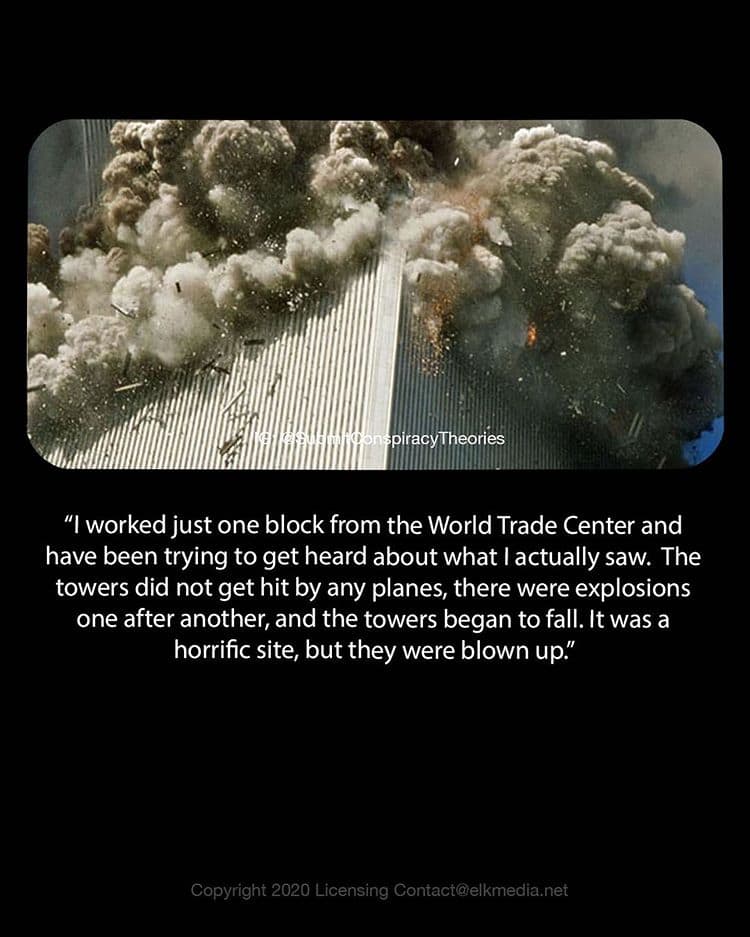 IG: @SubmitConspiracyTheories
“I worked just one block from the World Trade Center and
have been trying to get heard about what I actually saw.  The
towers did not get hit by any planes, there were explosions
one after another, and the towers began to fall. It was a
horrific site, but they were blown up.”
Copyright 2020 Licensing Contact@elkmedia.net